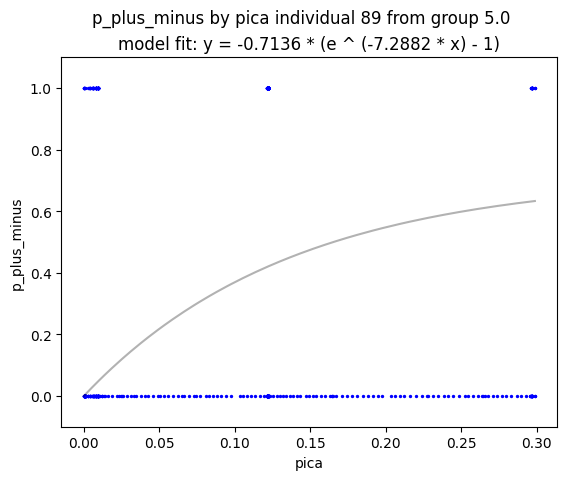 p_plus_minus by pica individual 89 from group 5.0
model fit: y = -0.7136 * (e ^ (-7.2882 * x) - 1)
1.0
0.8
0.6
0.4
0.2
0.0
p_plus_minus
0.00 0.05 0.10 0.15 0.20 0.25 0.30
pica